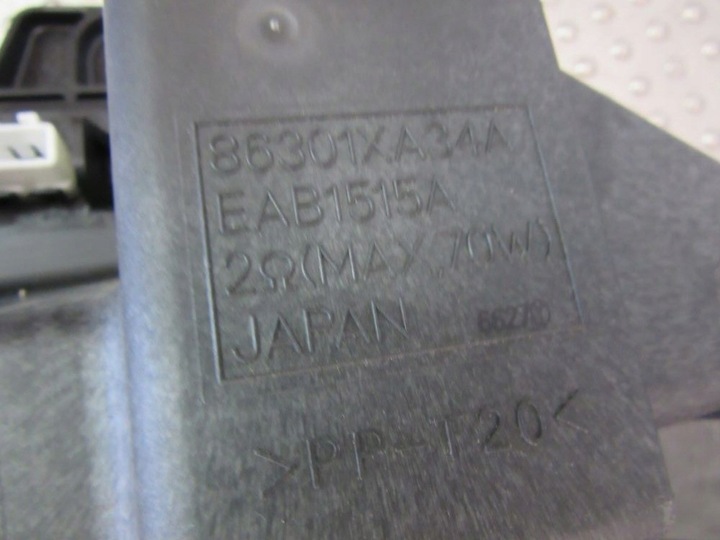 86301XA34A
EAB1515A
2Ω(MAX.70W)
JAPAN
>PP-T20<